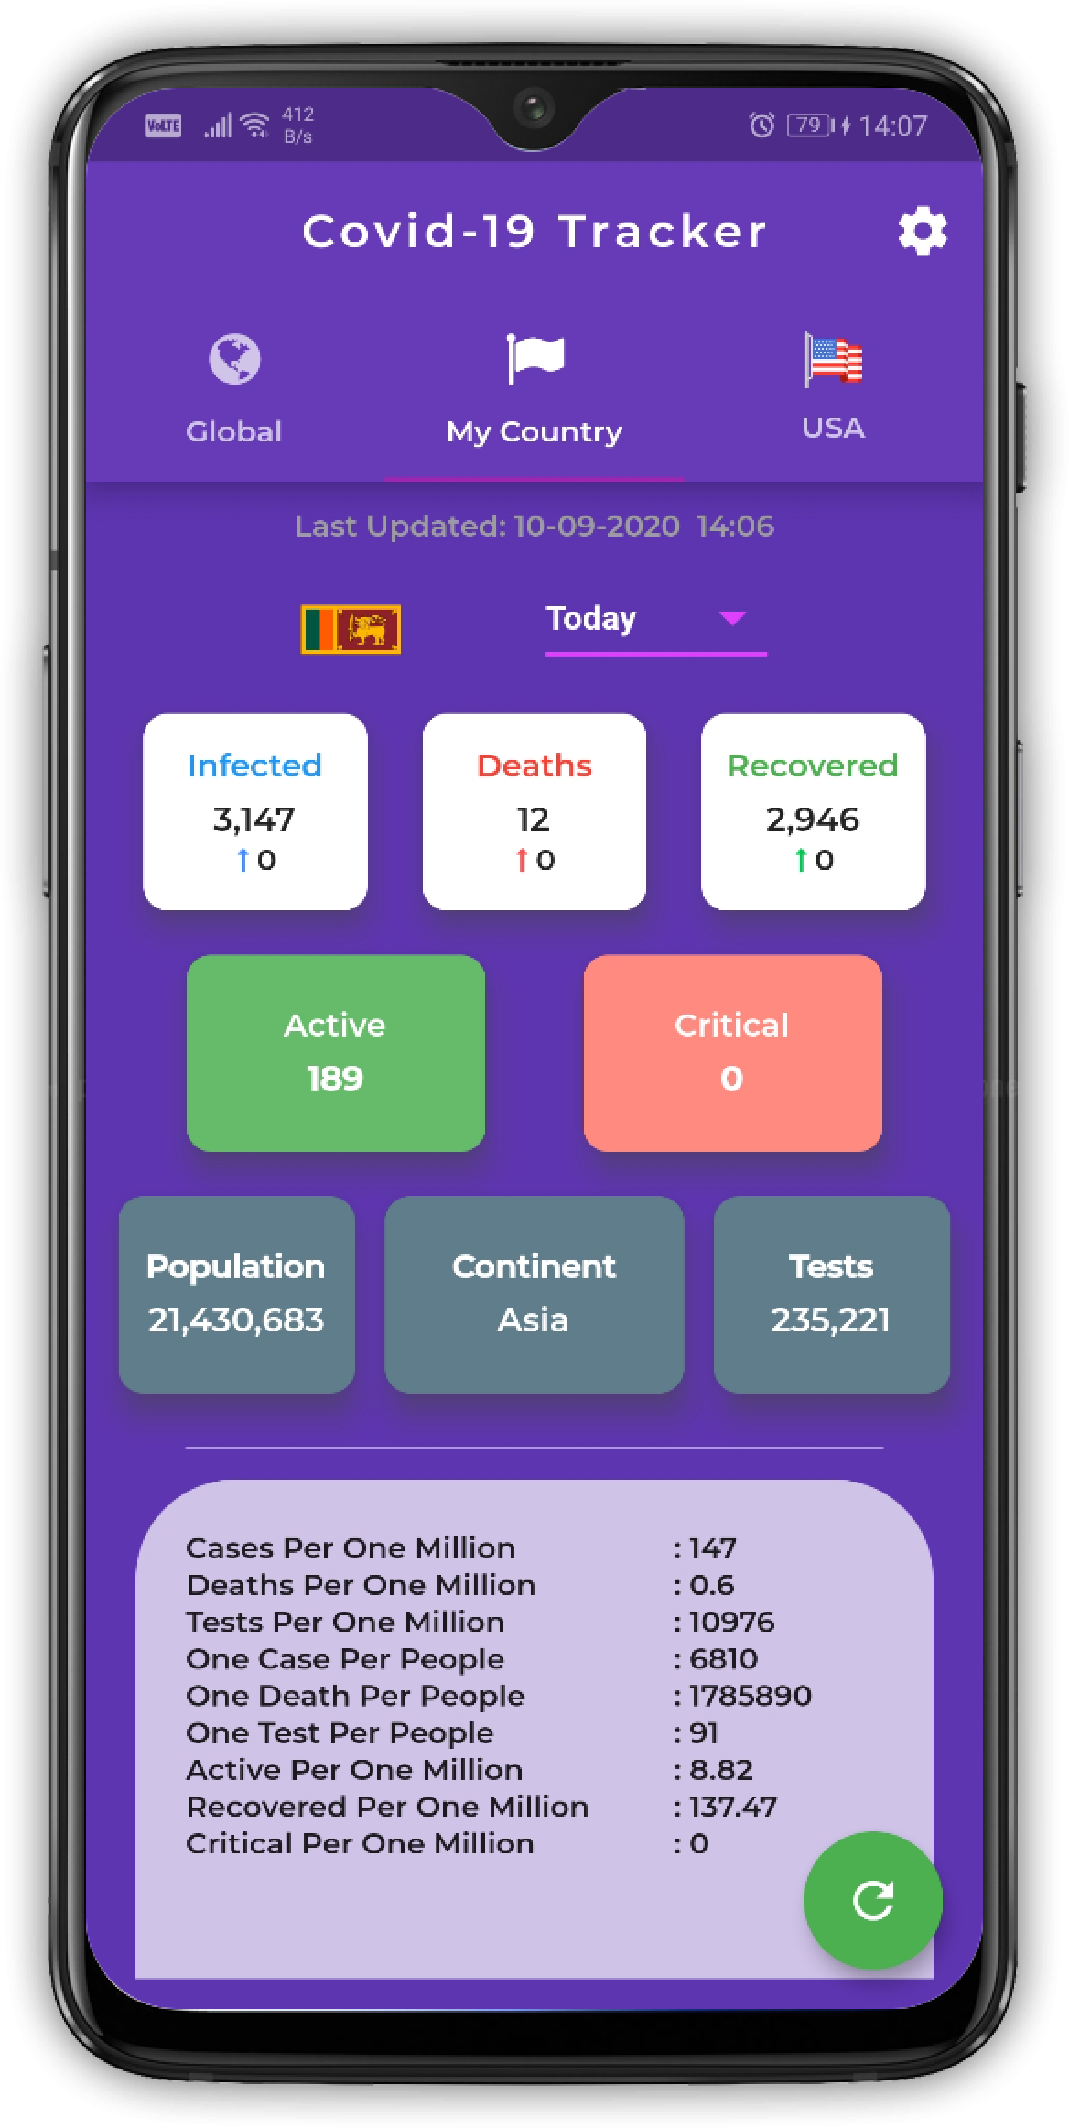 VoLTE 412 B/s 79 14:07
Covid-19 Tracker
Global My Country USA
Last Updated: 10-09-2020 14:06
Today
Infected Deaths Recovered
3,147 12 2,946
↑ 0 ↑ 0 ↑ 0
Active Critical
189 0
Population Continent Tests
21,430,683 Asia 235,221
Cases Per One Million : 147
Deaths Per One Million : 0.6
Tests Per One Million : 10976
One Case Per People : 6810
One Death Per People : 1785890
One Test Per People : 91
Active Per One Million : 8.82
Recovered Per One Million : 137.47
Critical Per One Million : 0